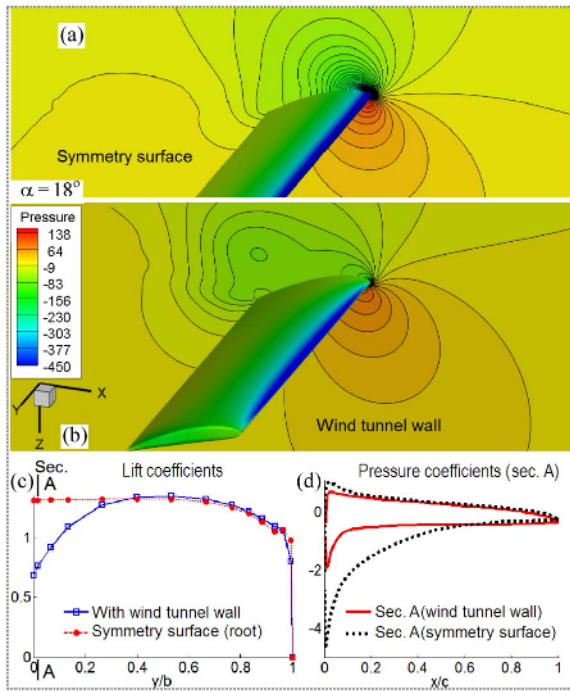 (a)
Symmetry surface
α = 18°
Pressure
138
64
-9
-83
-156
-230
-303
-377
-450
X
Y
Z
(b)
Wind tunnel wall
Sec.
A
(c)
Lift coefficients
1
0.5
0
With wind tunnel wall
Symmetry surface (root)
A
0 0.2 0.4 0.6 0.8 1
y/b
Pressure coefficients (sec. A)
(d)
0
-2
-4
Sec. A(wind tunnel wall)
Sec. A(symmetry surface)
0 0.2 0.4 0.6 0.8 1
x/c